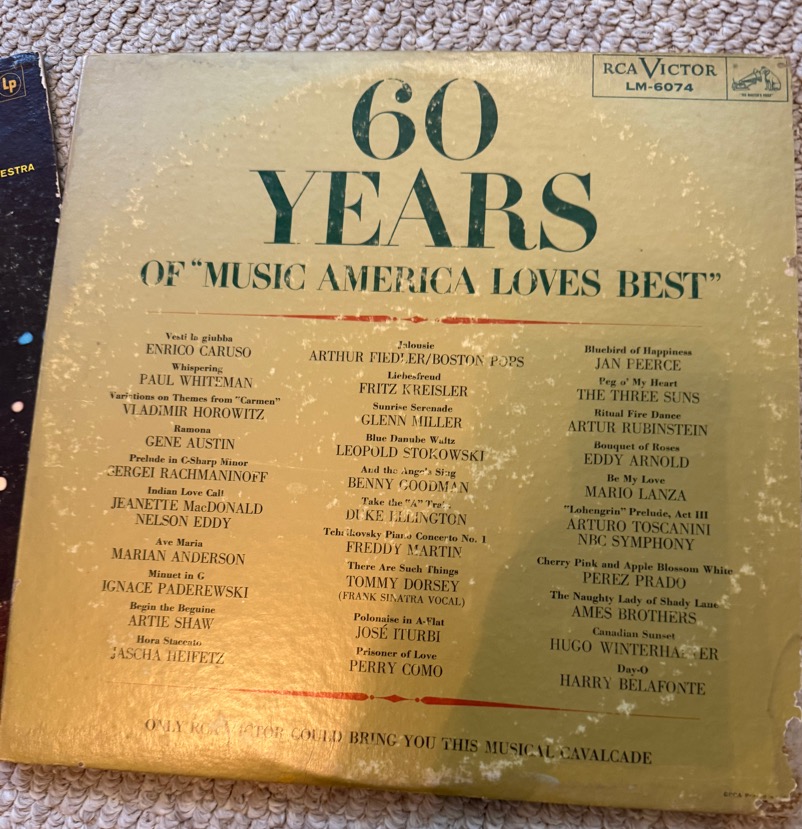 Lp
ESTRA
RCA VICTOR
LM-6074
"HIS MASTER'S VOICE"
60
YEARS
OF "MUSIC AMERICA LOVES BEST"
Vesti la giubba
ENRICO CARUSO
Whispering
PAUL WHITEMAN
Variations on Themes from "Carmen"
VLADIMIR HOROWITZ
Ramona
GENE AUSTIN
Prelude in C-Sharp Minor
SERGEI RACHMANINOFF
Indian Love Call
JEANETTE MacDONALD
NELSON EDDY
Ave Maria
MARIAN ANDERSON
Minuet in G
IGNACE PADEREWSKI
Begin the Beguine
ARTIE SHAW
Hora Staccato
JASCHA HEIFETZ
Jalousie
ARTHUR FIEDLER/BOSTON POPS
Liebesfreud
FRITZ KREISLER
Sunrise Serenade
GLENN MILLER
Blue Danube Waltz
LEOPOLD STOKOWSKI
And the Angels Sing
BENNY GOODMAN
Take the "A" Train
DUKE ELLINGTON
Tchaikovsky Piano Concerto No. 1
FREDDY MARTIN
There Are Such Things
TOMMY DORSEY
(FRANK SINATRA VOCAL)
Polonaise in A-Flat
JOSÉ ITURBI
Prisoner of Love
PERRY COMO
Bluebird of Happiness
JAN PEERCE
Peg o' My Heart
THE THREE SUNS
Ritual Fire Dance
ARTUR RUBINSTEIN
Bouquet of Roses
EDDY ARNOLD
Be My Love
MARIO LANZA
"Lohengrin" Prelude, Act III
ARTURO TOSCANINI
NBC SYMPHONY
Cherry Pink and Apple Blossom White
PEREZ PRADO
The Naughty Lady of Shady Lane
AMES BROTHERS
Canadian Sunset
HUGO WINTERHALTER
Day-O
HARRY BELAFONTE
ONLY RCA VICTOR COULD BRING YOU THIS MUSICAL CAVALCADE